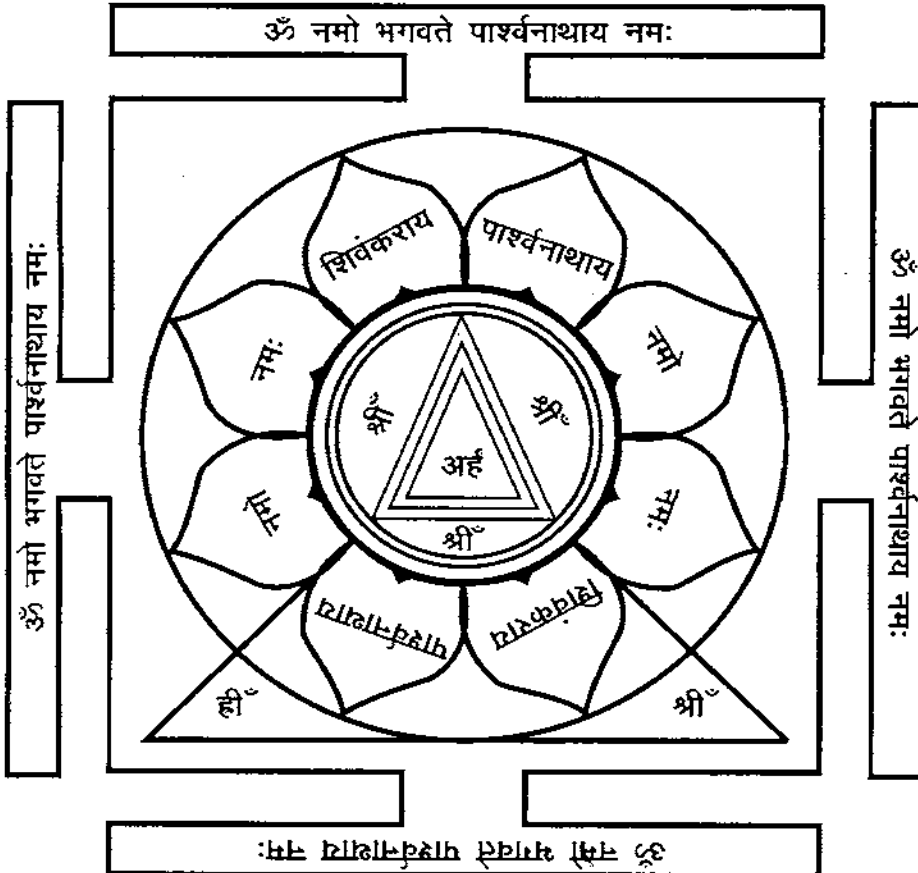 ॐ नमो भगवते पार्श्वनाथाय नमः
ॐ नमो भगवते पार्श्वनाथाय नमः
ॐ नमो भगवते पार्श्वनाथाय नमः
ॐ नमो भगवते पार्श्वनाथाय नमः
पार्श्वनाथाय
नमो
नमः
शिवंकराय
पार्श्वनाथाय
नमो
नमः
शिवंकराय
श्रीँ
श्रीँ
अर्हं
श्रीँ
ह्रीँ
श्रीँ